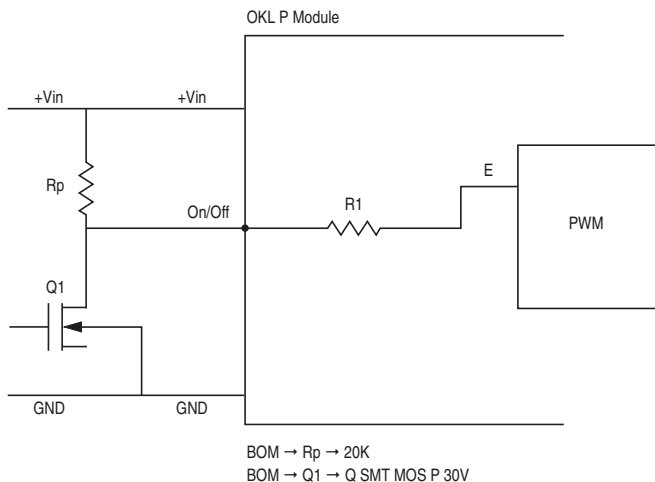 OKL P Module
+Vin +Vin
Rp
On/Off
R1
E
PWM
Q1
GND GND
BOM → Rp → 20K
BOM → Q1 → Q SMT MOS P 30V